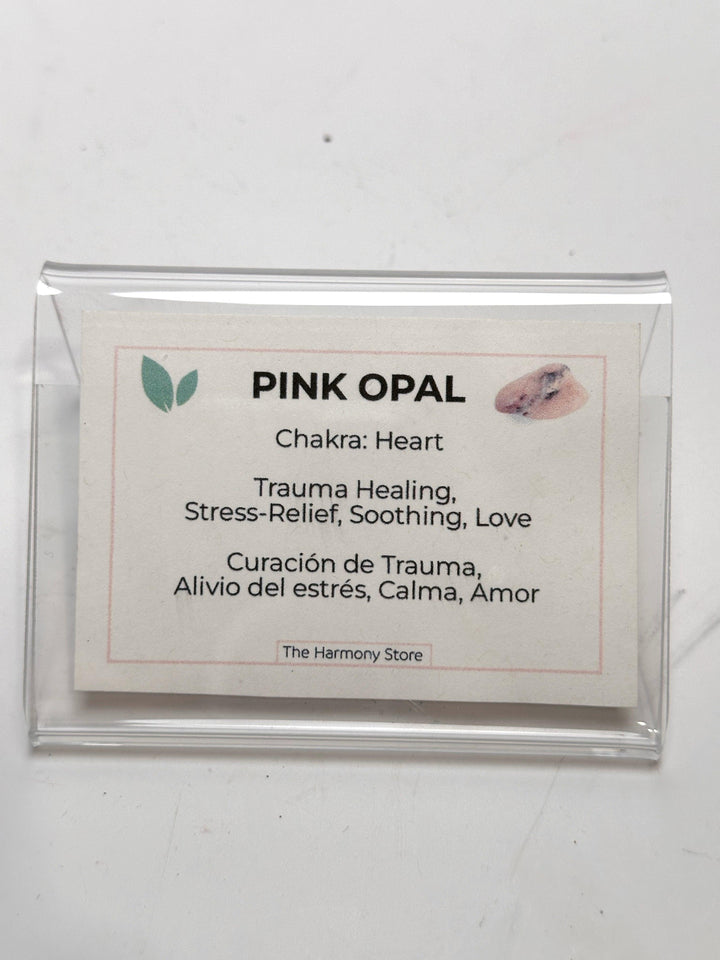 PINK OPAL
Chakra: Heart
Trauma Healing,
Stress-Relief, Soothing, Love
Curación de Trauma,
Alivio del estrés, Calma, Amor
The Harmony Store